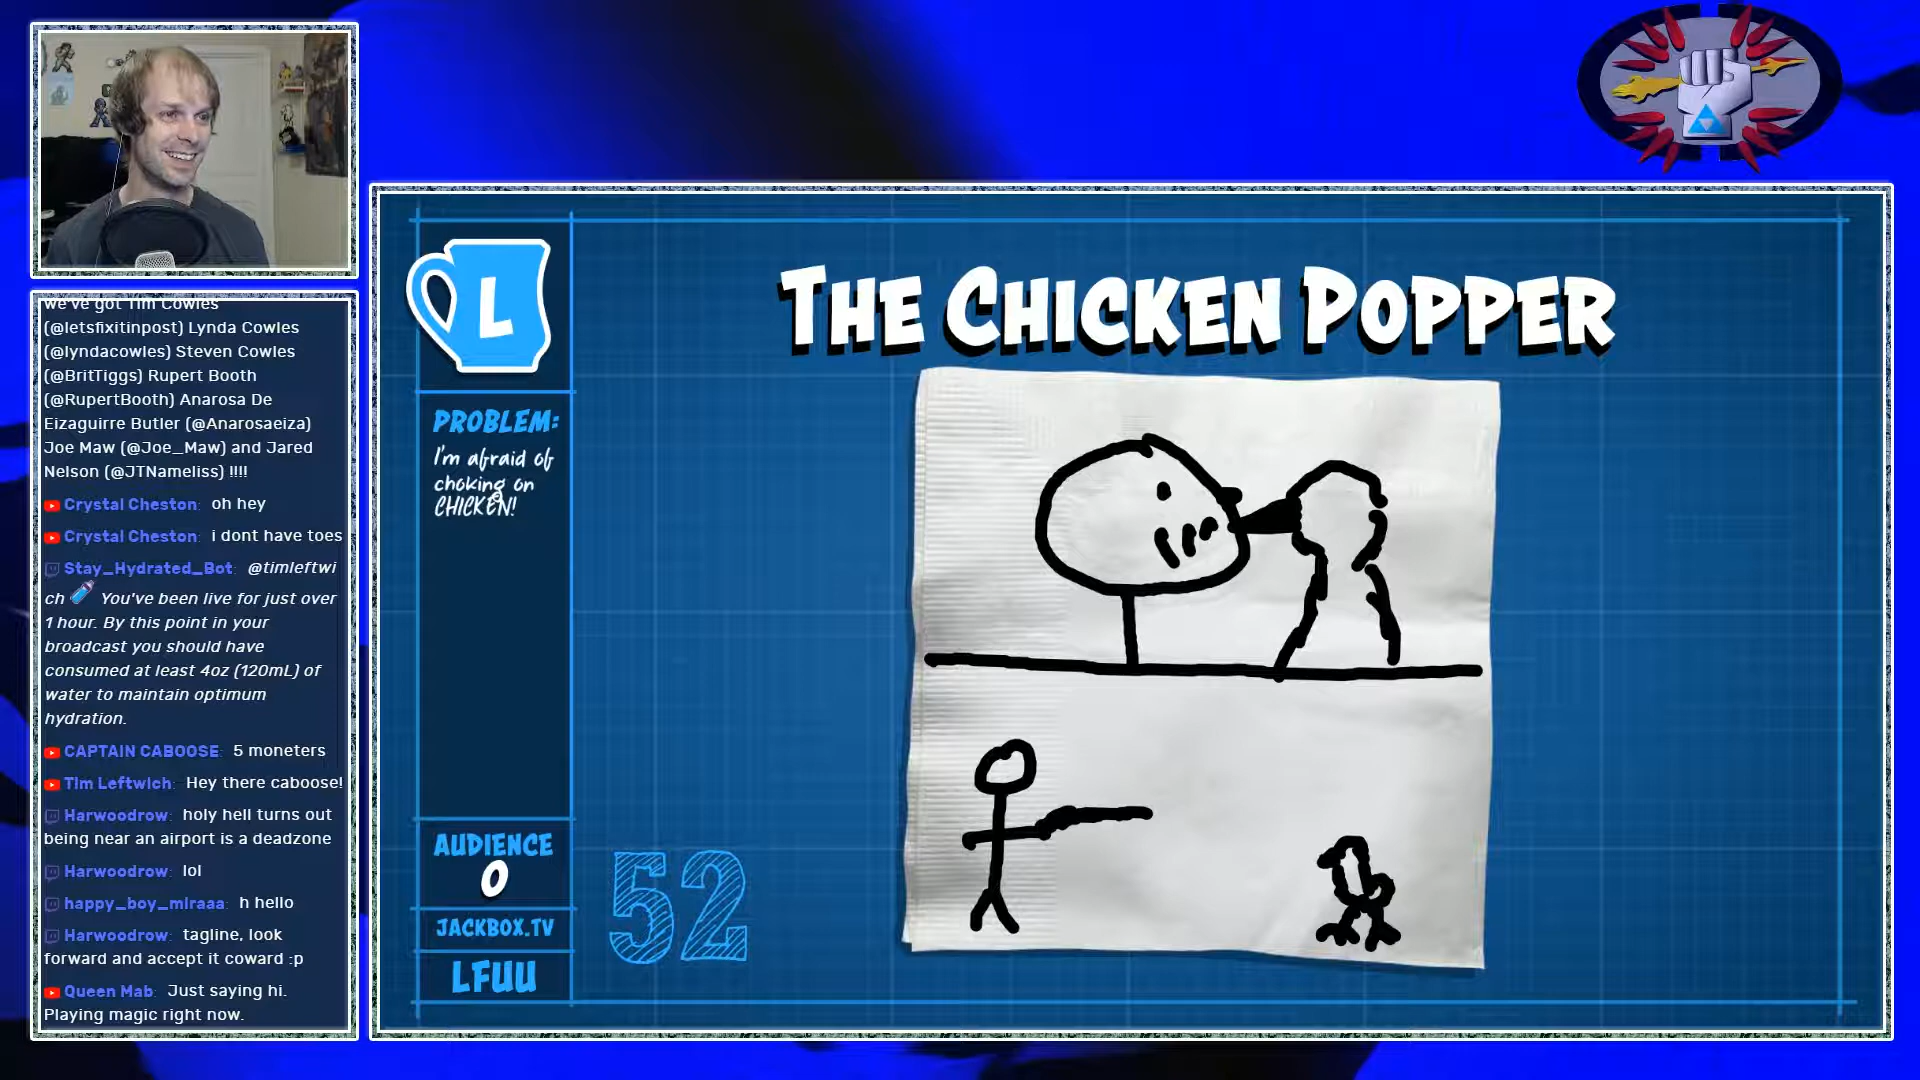 we've got Tim Cowles
(@letsfixitinpost) Lynda Cowles
(@lyndacowles) Steven Cowles
(@BritTiggs) Rupert Booth
(@RupertBooth) Anarosa De
Eizaguirre Butler (@Anarosaeiza)
Joe Maw (@Joe_Maw) and Jared
Nelson (@JTNameliss) !!!!
Crystal Cheston: oh hey
Crystal Cheston: i dont have toes
Stay_Hydrated_Bot: @timleftwi
ch You've been live for just over
1 hour. By this point in your
broadcast you should have
consumed at least 4oz (120mL) of
water to maintain optimum
hydration.
CAPTAIN CABOOSE: 5 moneters
Tim Leftwich: Hey there caboose!
Harwoodrow: holy hell turns out
being near an airport is a deadzone
Harwoodrow: lol
happy_boy_miraaa: h hello
Harwoodrow: tagline, look
forward and accept it coward :p
Queen Mab: Just saying hi.
Playing magic right now.
L
PROBLEM:
I'm afraid of
choking on
CHICKEN!
AUDIENCE
0
JACKBOX.TV
LFUU
THE CHICKEN POPPER
52